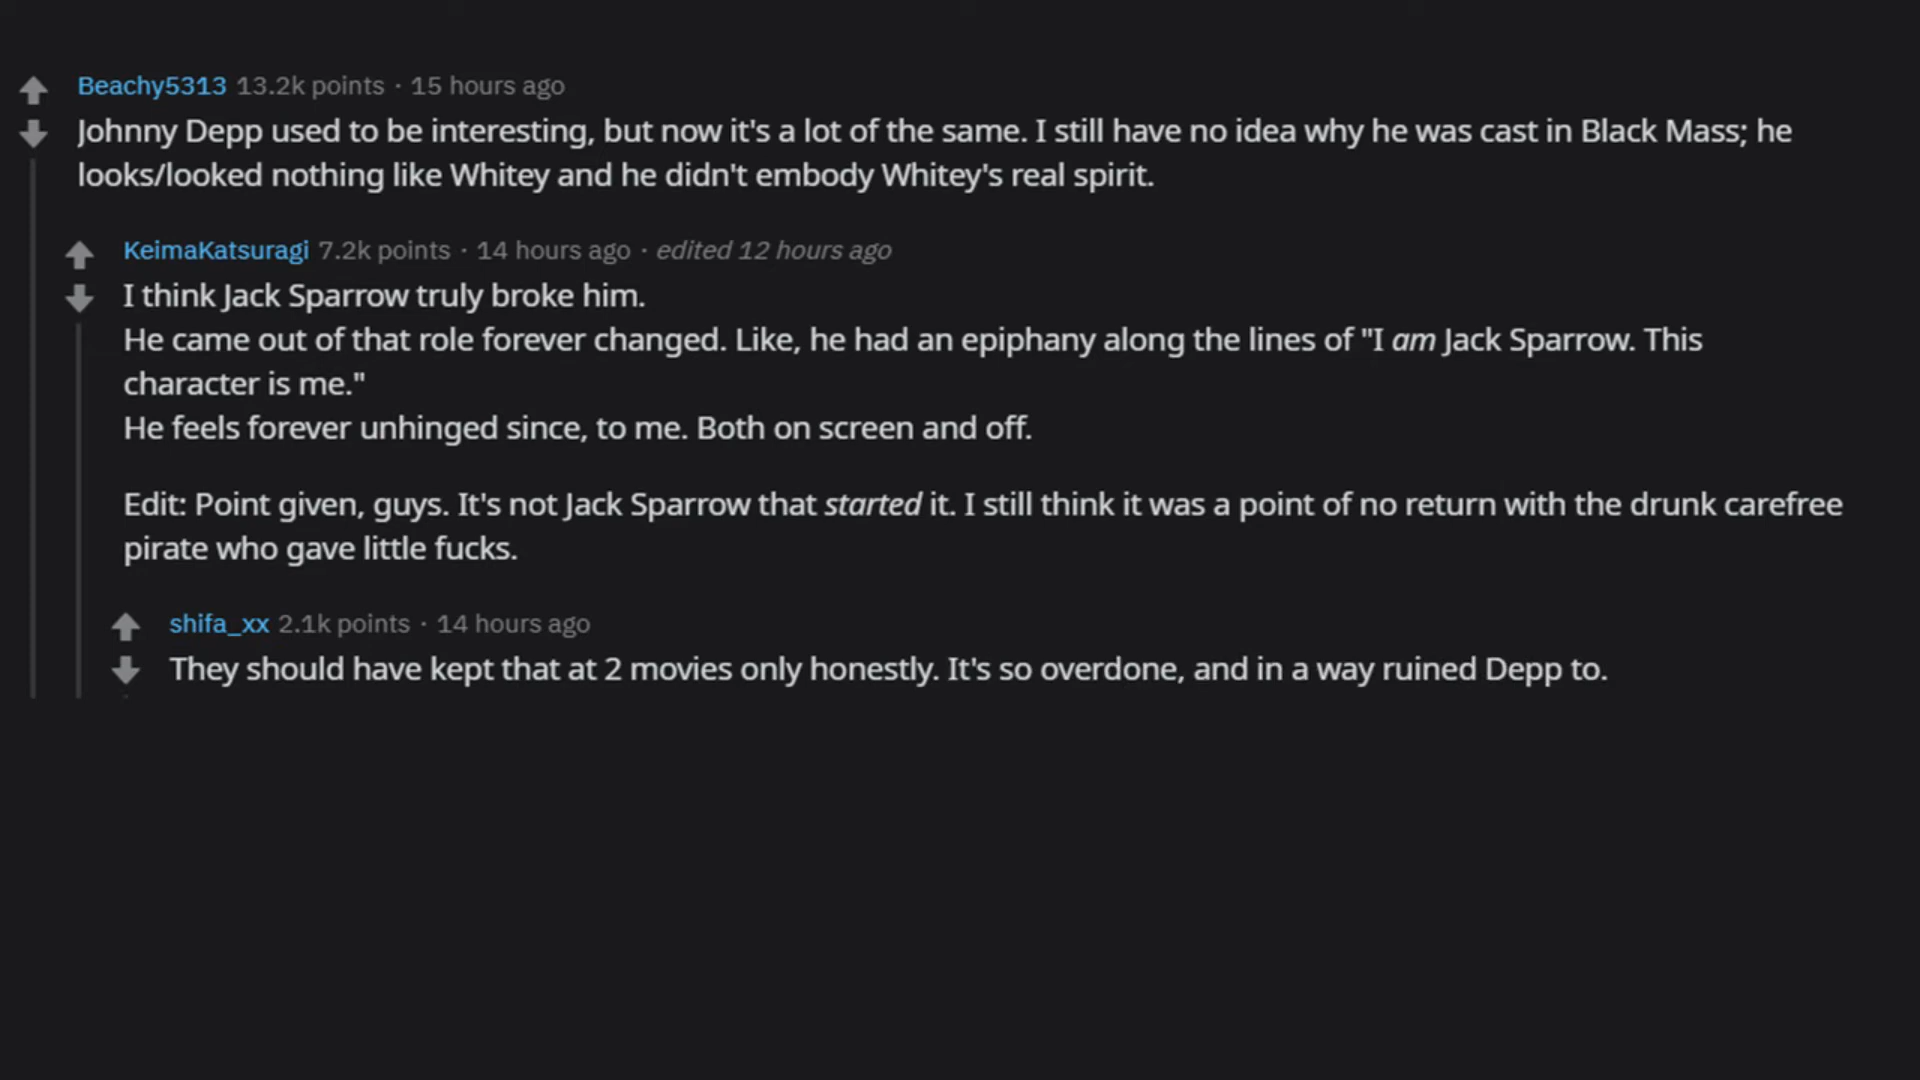 Beachy5313 13.2k points · 15 hours ago
Johnny Depp used to be interesting, but now it's a lot of the same. I still have no idea why he was cast in Black Mass; he
looks/looked nothing like Whitey and he didn't embody Whitey's real spirit.
KeimaKatsuragi 7.2k points · 14 hours ago · edited 12 hours ago
I think Jack Sparrow truly broke him.
He came out of that role forever changed. Like, he had an epiphany along the lines of "I am Jack Sparrow. This
character is me."
He feels forever unhinged since, to me. Both on screen and off.
Edit: Point given, guys. It's not Jack Sparrow that started it. I still think it was a point of no return with the drunk carefree
pirate who gave little fucks.
shifa_xx 2.1k points · 14 hours ago
They should have kept that at 2 movies only honestly. It's so overdone, and in a way ruined Depp to.